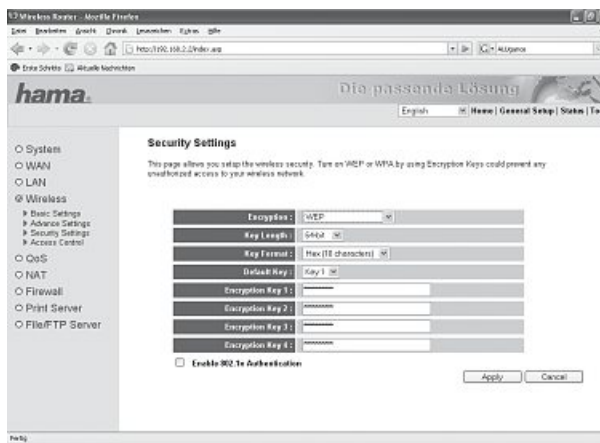 Wireless Router - Mozilla Firefox
Datei Bearbeiten Ansicht Chronik Lesezeichen Extras Hilfe
http://192.168.2.2/index.asp
Erste Schritte Aktuelle Nachrichten
hama.
Die passende Lösung
English Home | General Setup | Status | To
System
WAN
LAN
Wireless
Basic Settings
Advance Settings
Security Settings
Access Control
QoS
NAT
Firewall
Print Server
File/FTP Server
Security Settings
This page allows you setup the wireless security. Turn on WEP or WPA by using Encryption Keys could prevent any
unauthorized access to your wireless network.
Encryption : WEP
Key Length : 64-bit
Key Format : Hex (10 characters)
Default Key : Key 1
Encryption Key 1 : **********
Encryption Key 2 : **********
Encryption Key 3 : **********
Encryption Key 4 : **********
Enable 802.1x Authentication
Apply Cancel
Fertig